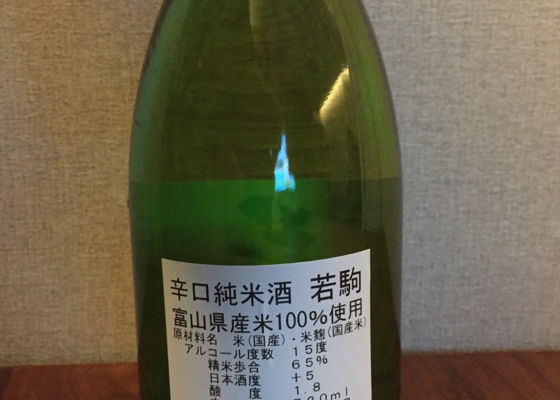 辛口純米酒 若駒
富山県産米100%使用
原材料名 米(国産)・米麹(国産米)
アルコール度数 15度
精米歩合 65%
日本酒度 +5
酸度 1.8
720ml